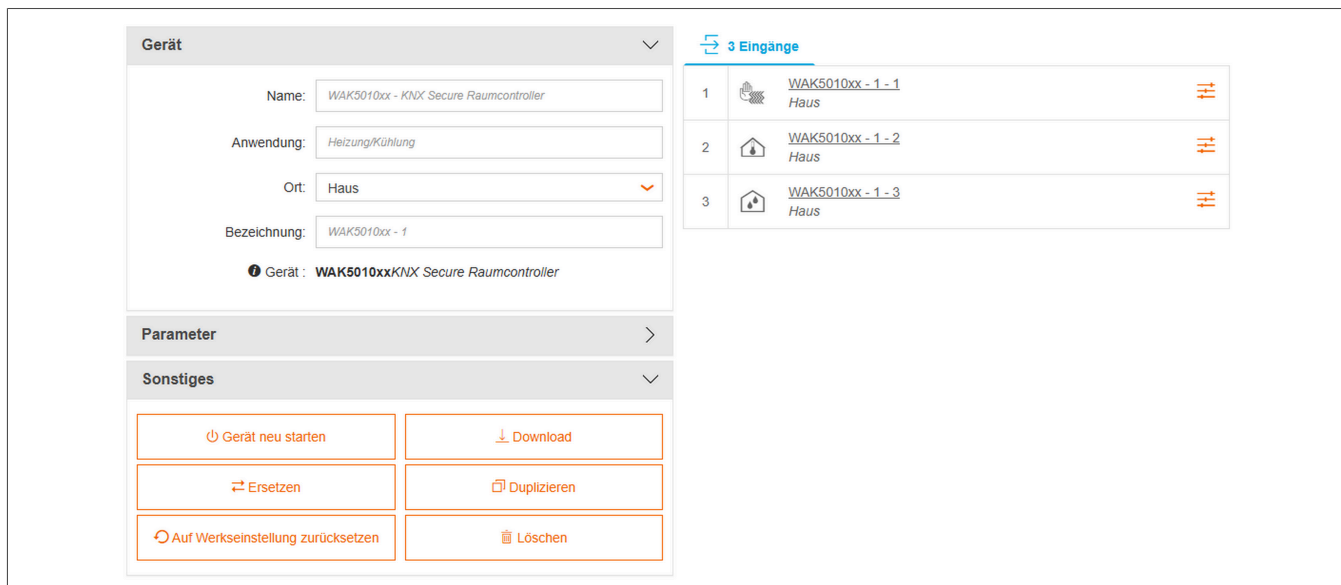 Gerät
Name: WAK5010xx - KNX Secure Raumcontroller
Anwendung: Heizung/Kühlung
Ort: Haus
Bezeichnung: WAK5010xx - 1
Gerät : WAK5010xxKNX Secure Raumcontroller
Parameter
Sonstiges
Gerät neu starten
Download
Ersetzen
Duplizieren
Auf Werkseinstellung zurücksetzen
Löschen
3 Eingänge
1
WAK5010xx - 1 - 1
Haus
2
WAK5010xx - 1 - 2
Haus
3
WAK5010xx - 1 - 3
Haus